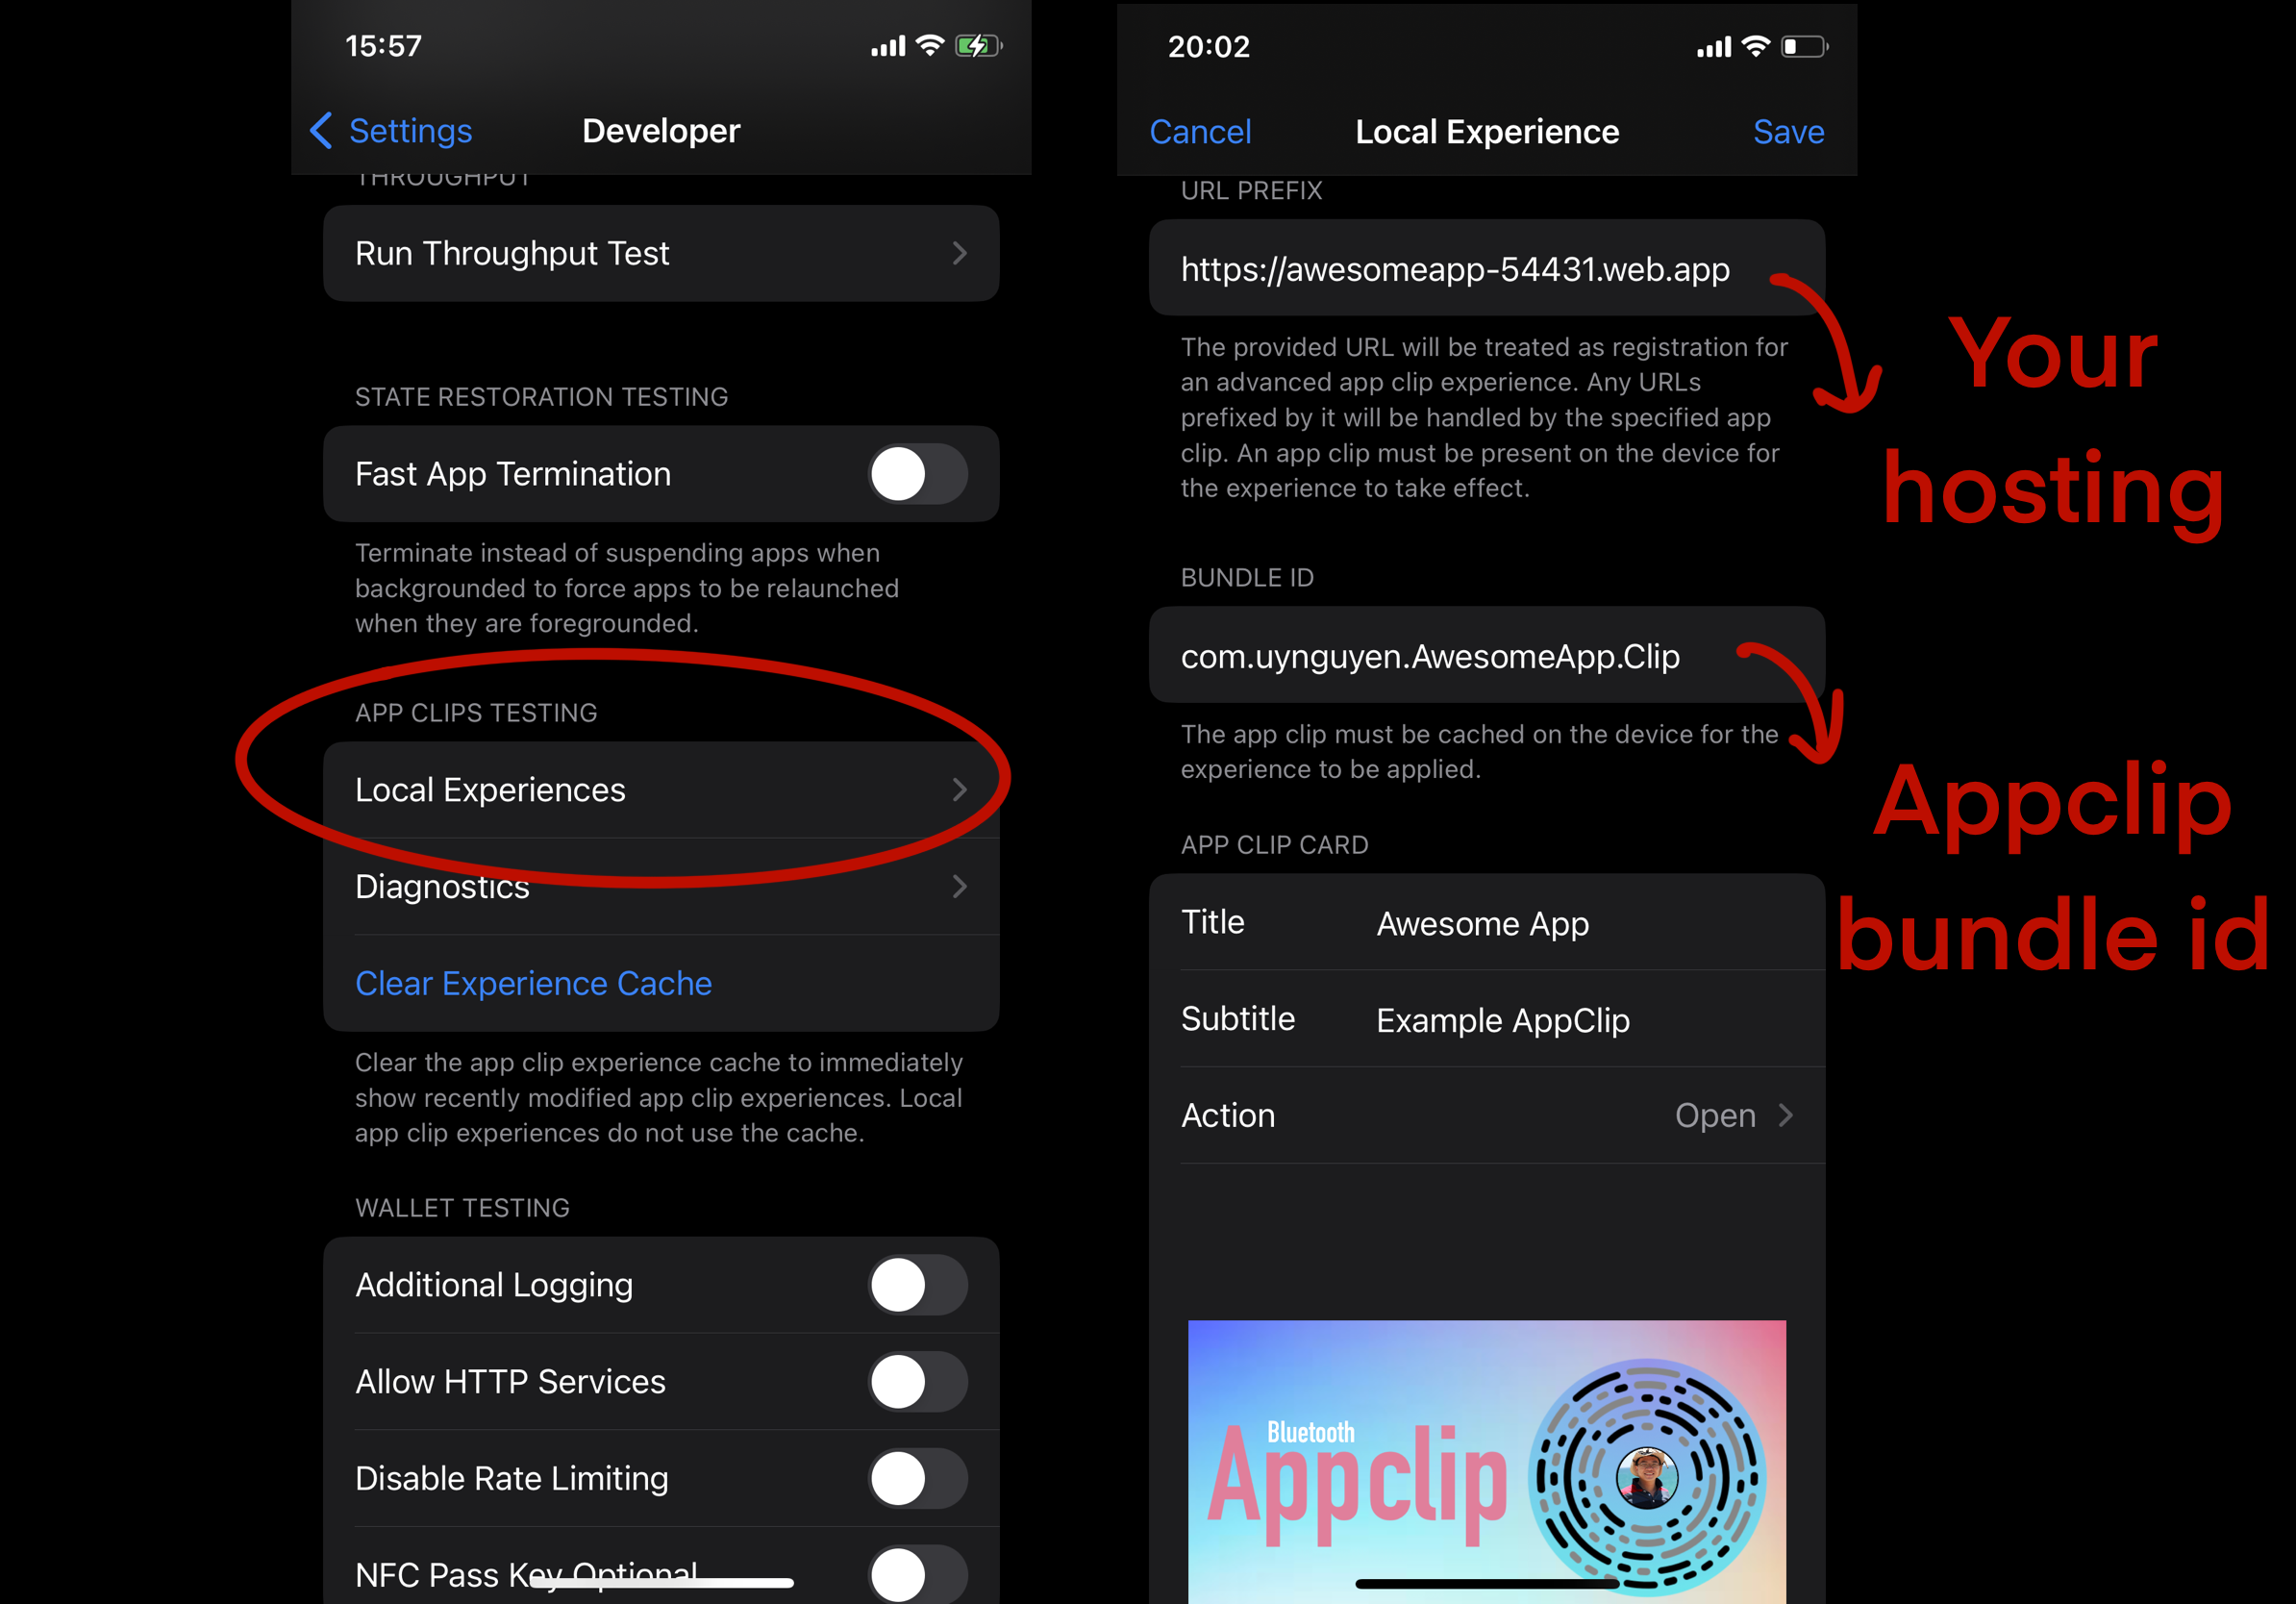 15:57
Settings
Developer
THROUGHPUT
Run Throughput Test
STATE RESTORATION TESTING
Fast App Termination
Terminate instead of suspending apps when
backgrounded to force apps to be relaunched
when they are foregrounded.
APP CLIPS TESTING
Local Experiences
Diagnostics
Clear Experience Cache
Clear the app clip experience cache to immediately
show recently modified app clip experiences. Local
app clip experiences do not use the cache.
WALLET TESTING
Additional Logging
Allow HTTP Services
Disable Rate Limiting
NFC Pass Key Optional
20:02
Cancel
Local Experience
Save
URL PREFIX
https://awesomeapp-54431.web.app
The provided URL will be treated as registration for
an advanced app clip experience. Any URLs
prefixed by it will be handled by the specified app
clip. An app clip must be present on the device for
the experience to take effect.
BUNDLE ID
com.uynguyen.AwesomeApp.Clip
The app clip must be cached on the device for the
experience to be applied.
APP CLIP CARD
Title Awesome App
Subtitle Example AppClip
Action Open
Bluetooth
Appclip
Your
hosting
Appclip
bundle id